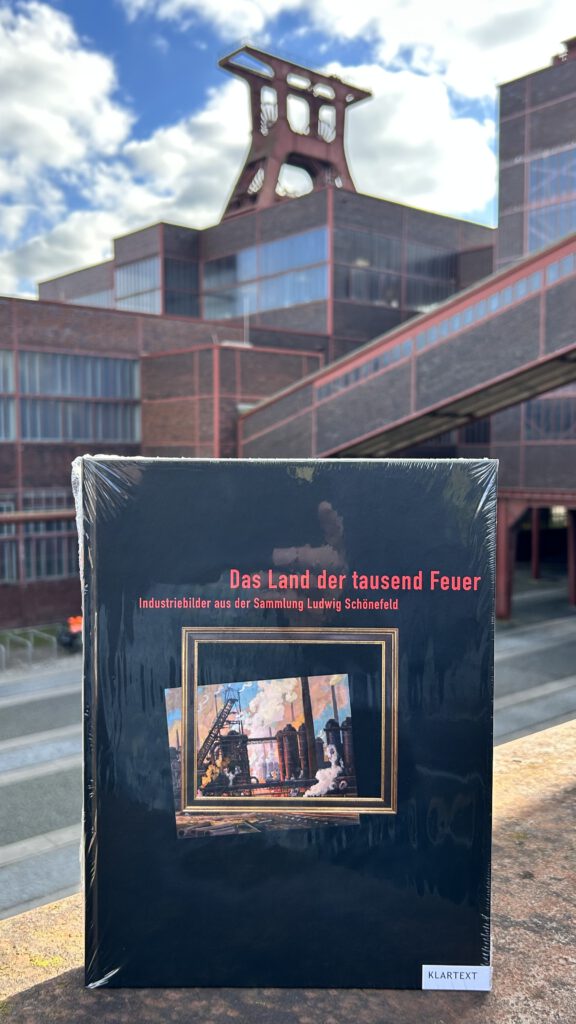 Das Land der tausend Feuer
Industriebilder aus der Sammlung Ludwig Schönefeld
KLARTEXT